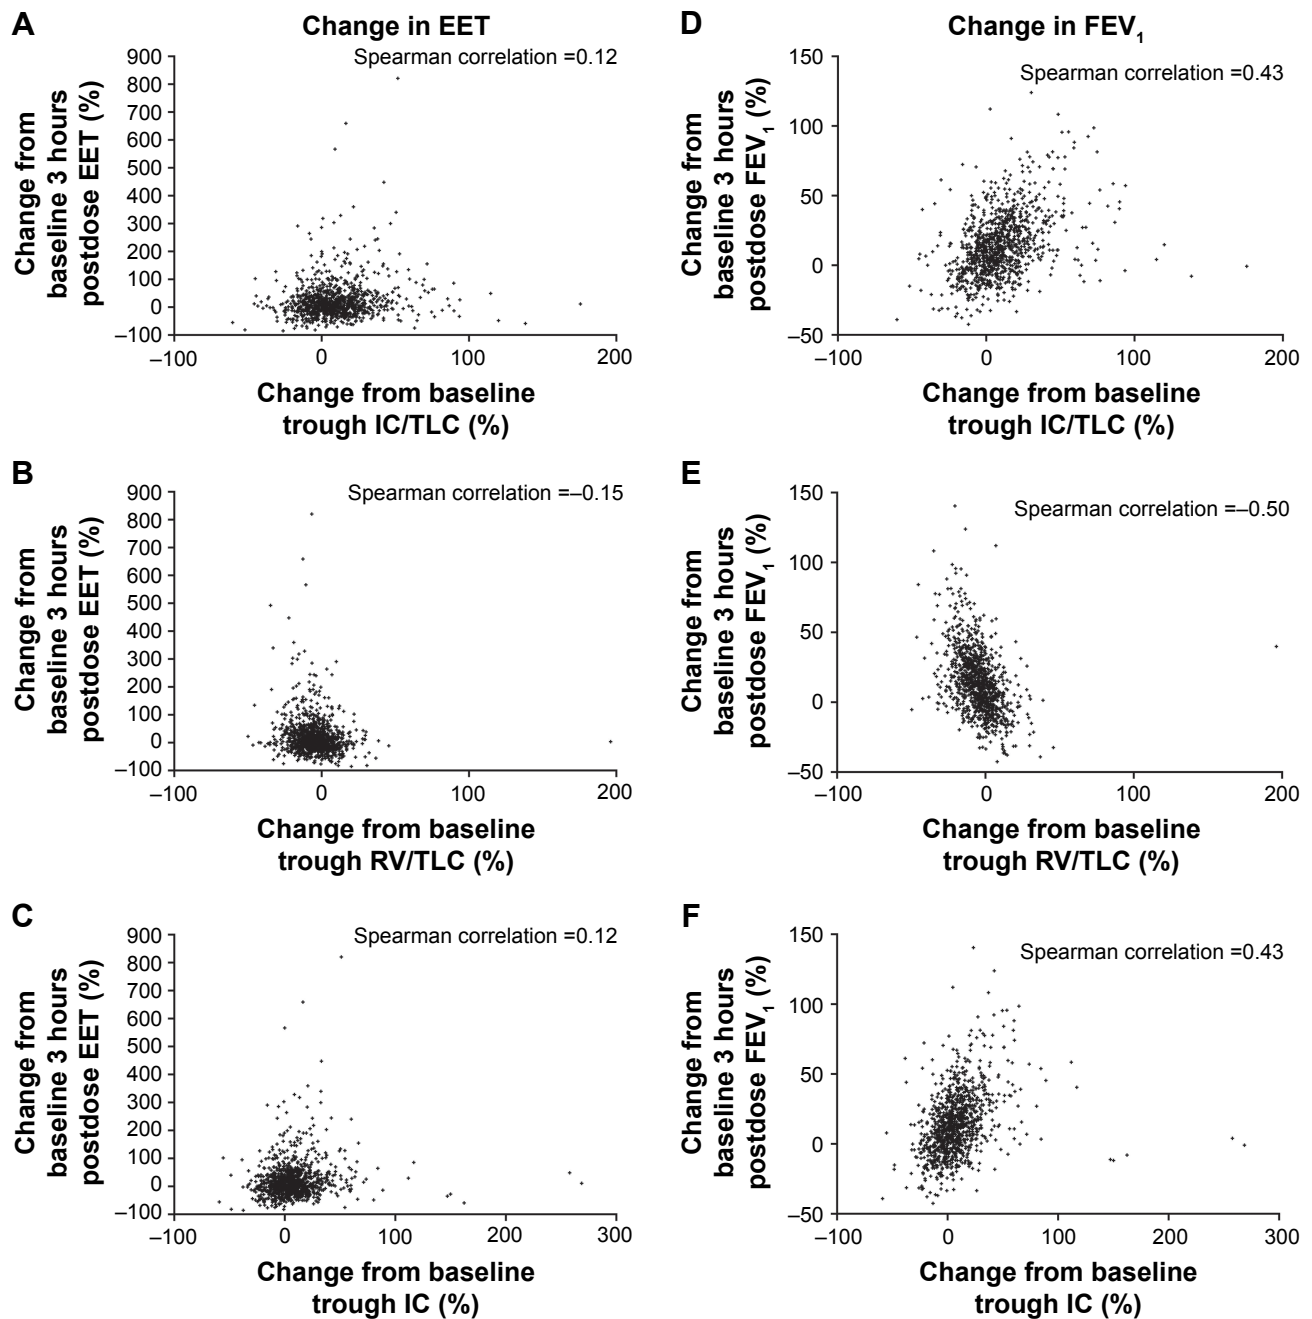 A
Change in EET
Spearman correlation =0.12
Change from
baseline 3 hours
postdose EET (%)
900
800
700
600
500
400
300
200
100
0
–100
–100
0
100
200
Change from baseline
trough IC/TLC (%)
D
Change in FEV1
Spearman correlation =0.43
Change from
baseline 3 hours
postdose FEV1 (%)
150
100
50
0
–50
–100
0
100
200
Change from baseline
trough IC/TLC (%)
B
Spearman correlation =–0.15
Change from
baseline 3 hours
postdose EET (%)
900
800
700
600
500
400
300
200
100
0
–100
–100
0
100
200
Change from baseline
trough RV/TLC (%)
E
Spearman correlation =–0.50
Change from
baseline 3 hours
postdose FEV1 (%)
150
100
50
0
–50
–100
0
100
200
Change from baseline
trough RV/TLC (%)
C
Spearman correlation =0.12
Change from
baseline 3 hours
postdose EET (%)
900
800
700
600
500
400
300
200
100
0
–100
–100
0
100
200
300
Change from baseline
trough IC (%)
F
Spearman correlation =0.43
Change from
baseline 3 hours
postdose FEV1 (%)
150
100
50
0
–50
–100
0
100
200
300
Change from baseline
trough IC (%)